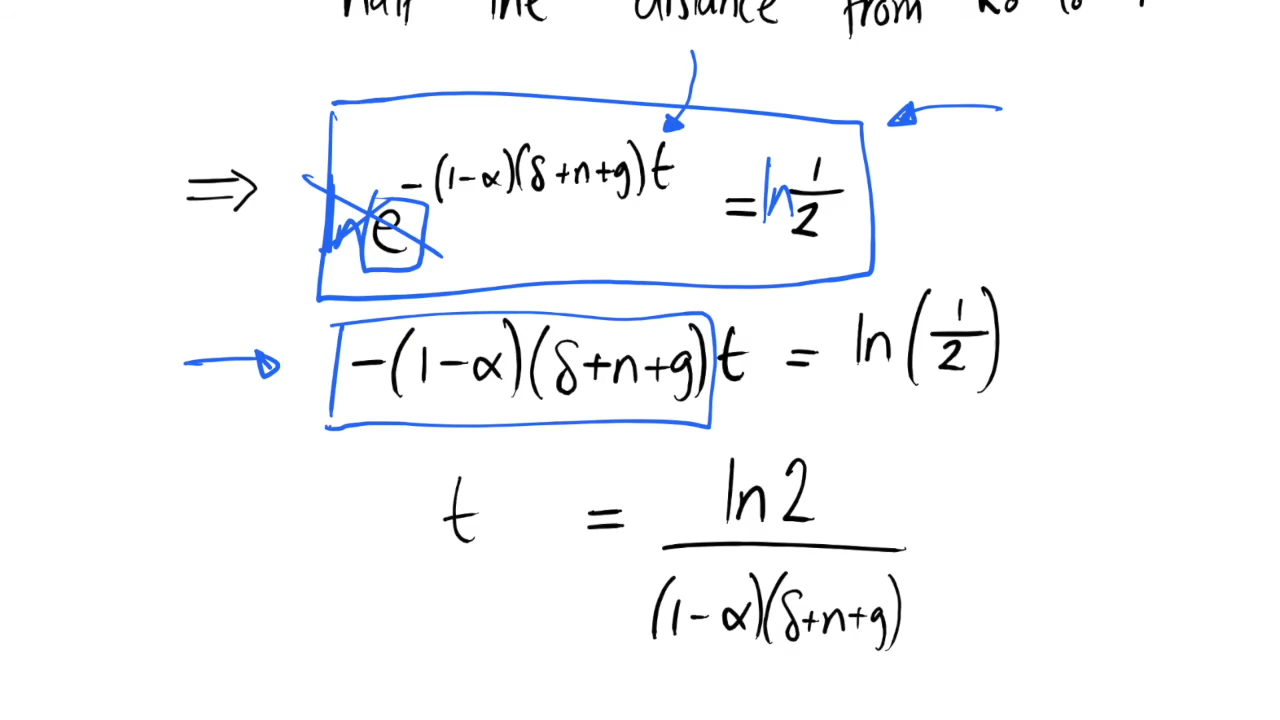 half the distance from
⇒ ln e^{-(1-α)(δ+n+g)t} = ln 1/2
-(1-α)(δ+n+g)t = ln(1/2)
t = ln 2 / (1-α)(δ+n+g)